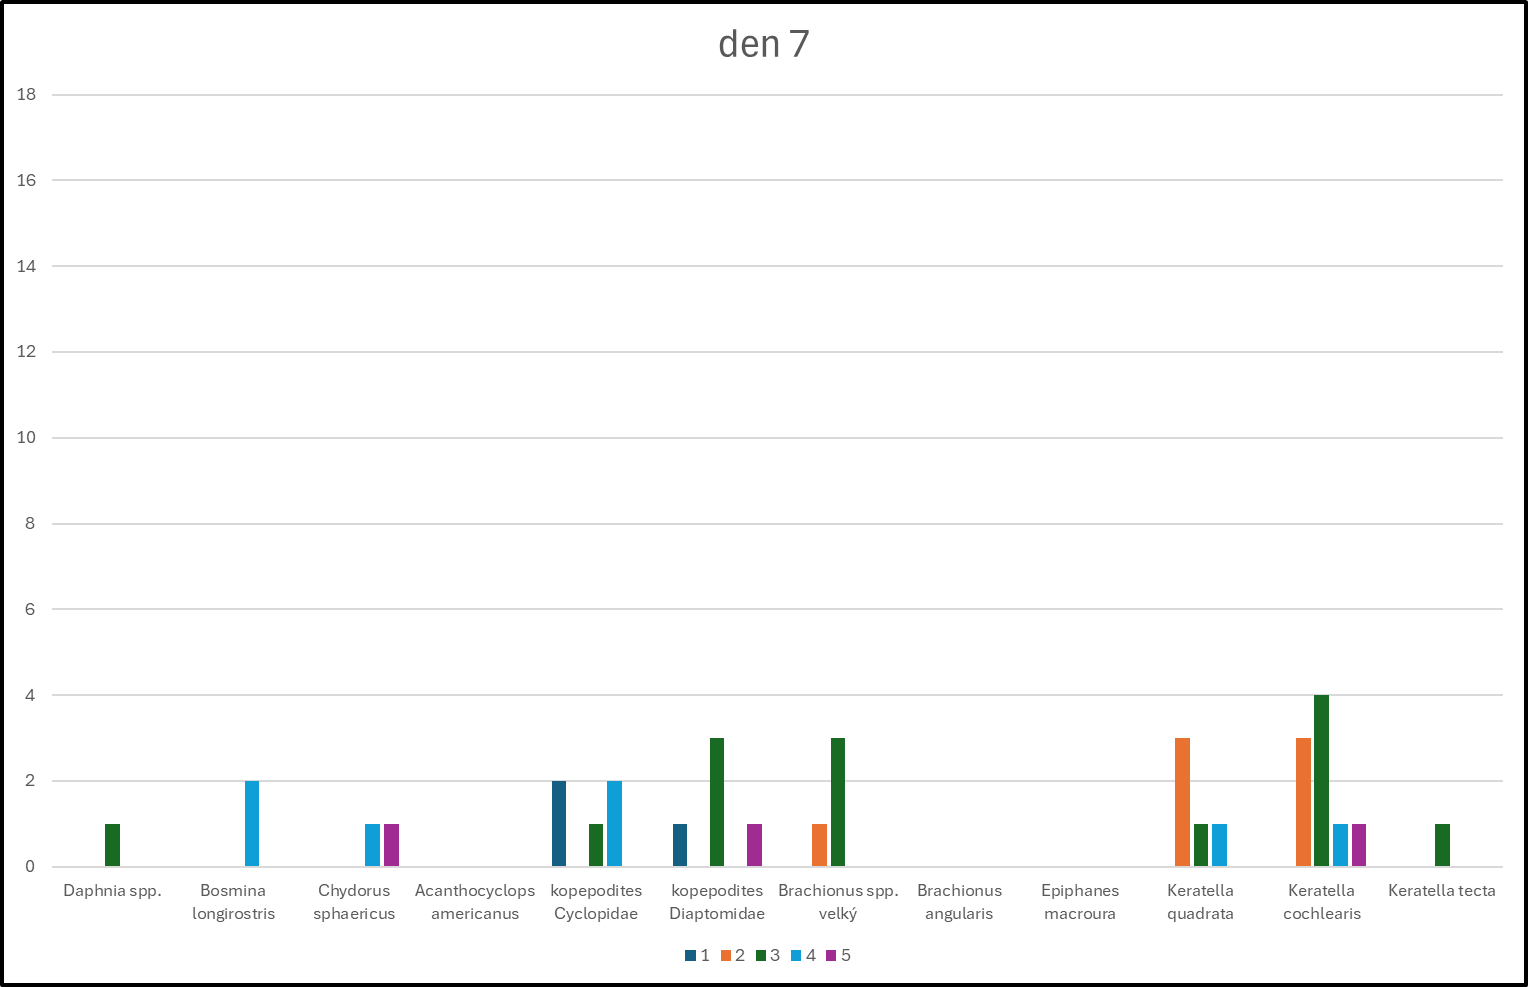 den 7
18
16
14
12
10
8
6
4
2
0
Daphnia spp.
Bosmina
longirostris
Chydorus
sphaericus
Acanthocyclops
americanus
kopepodites
Cyclopidae
kopepodites
Diaptomidae
Brachionus spp.
velký
Brachionus
angularis
Epiphanes
macroura
Keratella
quadrata
Keratella
cochlearis
Keratella tecta
1 2 3 4 5